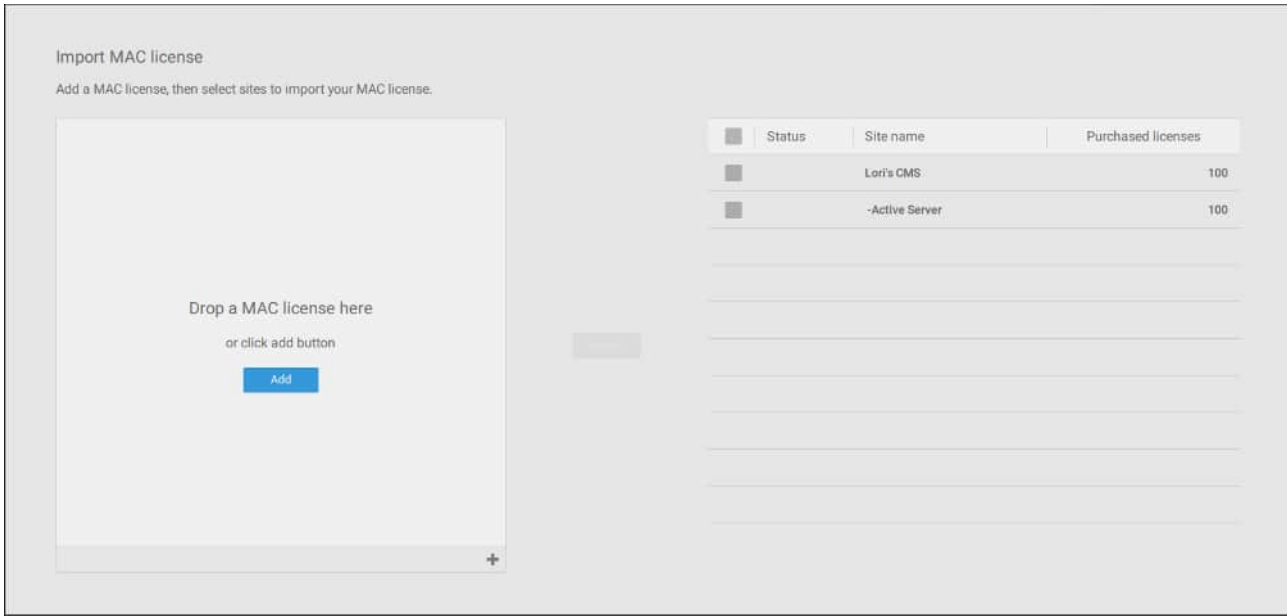 Import MAC license
Add a MAC license, then select sites to import your MAC license.
Drop a MAC license here
or click add button
Add
Status Site name Purchased licenses
Lori's CMS 100
-Active Server 100